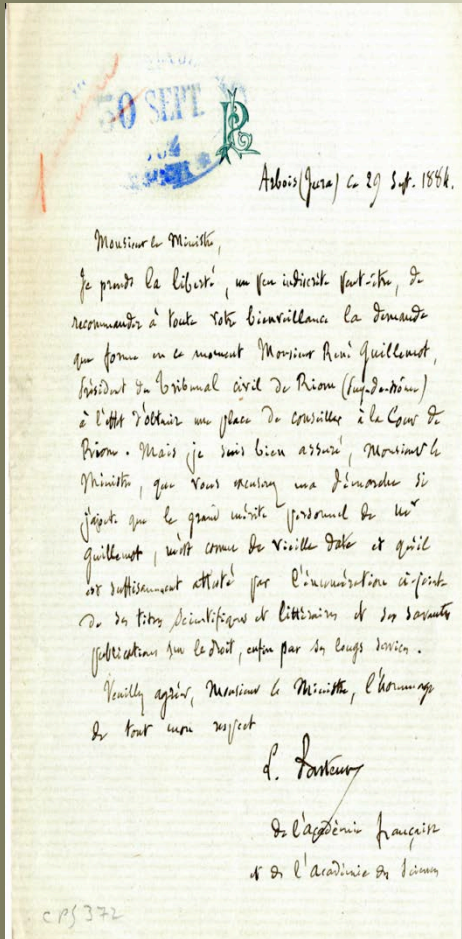 30 SEPT
LP
Arbois (Jura) ce 29 Sept. 1884.
Monsieur le Ministre,
Je prends la liberté, un peu indiscrète peut-être, de
recommander à toute votre bienveillance la demande
que forme en ce moment Monsieur René Guillemot,
président du Tribunal civil de Riom (Puy-de-Dôme)
à l'effet d'obtenir une place de conseiller à la Cour de
Riom. Mais je suis bien assuré, Monsieur le
Ministre, que vous excuserez ma démarche si
j'ajoute que le grand mérite personnel de Mr
Guillemot, m'est connu de vieille date et qu'il
est suffisamment attesté par l'énumération ci-jointe
de ses titres scientifiques et littéraires et ses savantes
publications sur le droit, enfin par ses longs services.
Veuillez agréer, Monsieur le Ministre, l'hommage
de tout mon respect
L. Pasteur
de l'académie française
et de l'académie des Sciences
CPS 372